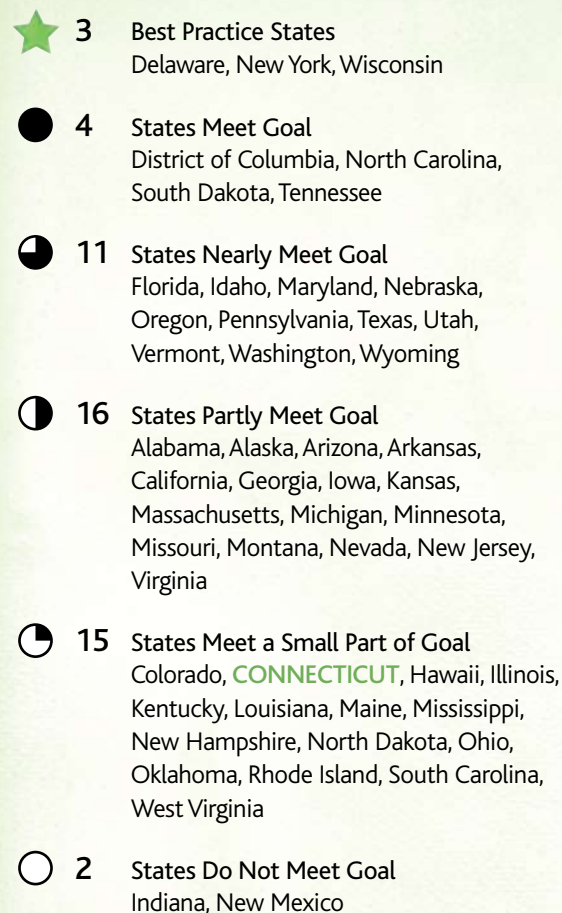 3 Best Practice States
Delaware, New York, Wisconsin
4 States Meet Goal
District of Columbia, North Carolina,
South Dakota, Tennessee
11 States Nearly Meet Goal
Florida, Idaho, Maryland, Nebraska,
Oregon, Pennsylvania, Texas, Utah,
Vermont, Washington, Wyoming
16 States Partly Meet Goal
Alabama, Alaska, Arizona, Arkansas,
California, Georgia, Iowa, Kansas,
Massachusetts, Michigan, Minnesota,
Missouri, Montana, Nevada, New Jersey,
Virginia
15 States Meet a Small Part of Goal
Colorado, CONNECTICUT, Hawaii, Illinois,
Kentucky, Louisiana, Maine, Mississippi,
New Hampshire, North Dakota, Ohio,
Oklahoma, Rhode Island, South Carolina,
West Virginia
2 States Do Not Meet Goal
Indiana, New Mexico